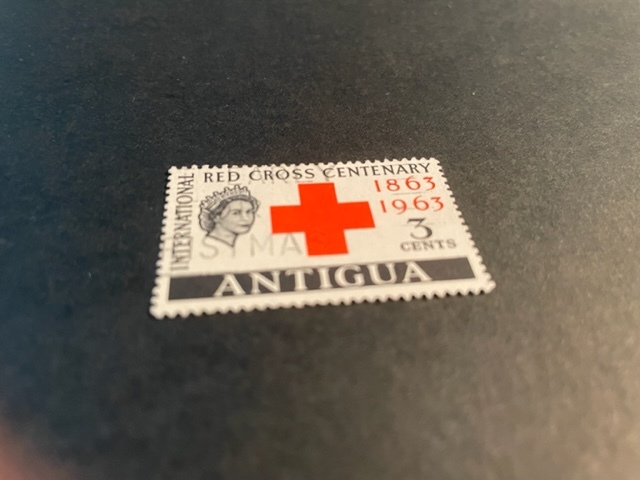 INTERNATIONAL
RED CROSS CENTENARY
1863
1963
3
CENTS
ANTIGUA